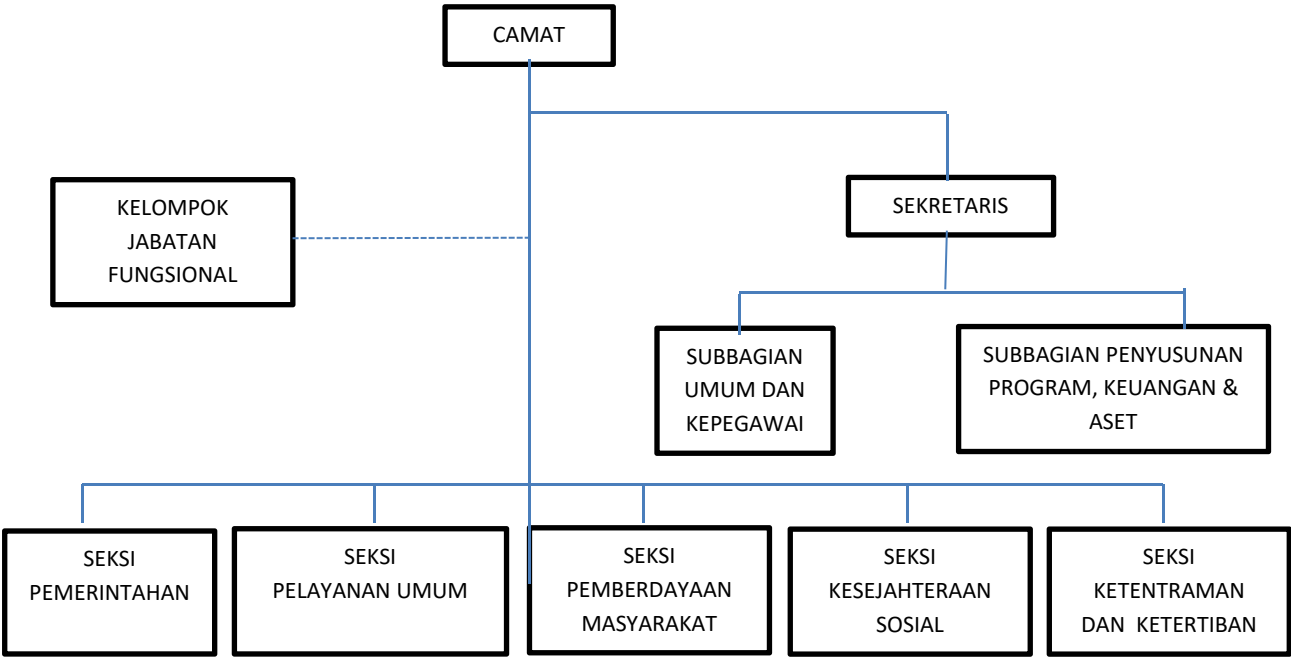 CAMAT
KELOMPOK
JABATAN
FUNGSIONAL
SEKRETARIS
SUBBAGIAN
UMUM DAN
KEPEGAWAI
SUBBAGIAN PENYUSUNAN
PROGRAM, KEUANGAN &
ASET
SEKSI
PEMERINTAHAN
SEKSI
PELAYANAN UMUM
SEKSI
PEMBERDAYAAN
MASYARAKAT
SEKSI
KESEJAHTERAAN
SOSIAL
SEKSI
KETENTRAMAN
DAN KETERTIBAN